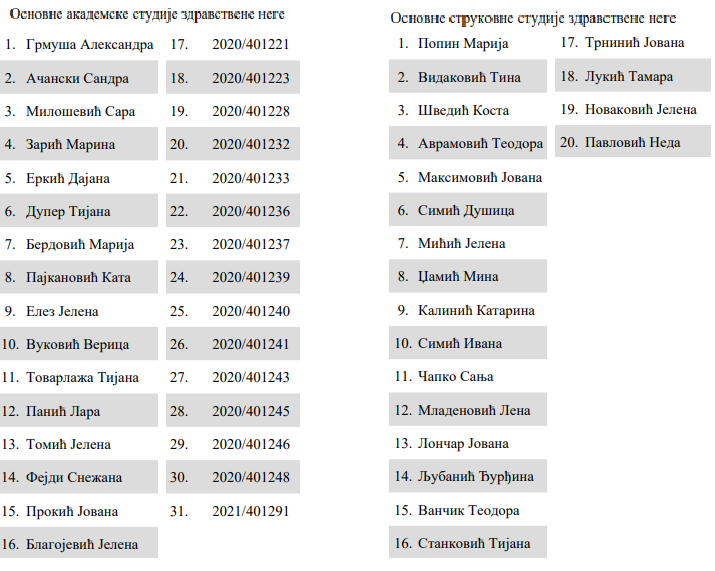 Основне академске студије здравствене неге
1. Грмуша Александра
2. Ачански Сандра
3. Милошевић Сара
4. Зарић Марина
5. Еркић Дајана
6. Дупер Тијана
7. Бердовић Марија
8. Пајкановић Ката
9. Елез Јелена
10. Вуковић Верица
11. Товарлажа Тијана
12. Панић Лара
13. Томић Јелена
14. Фејди Снежана
15. Прокић Јована
16. Благојевић Јелена
17. 2020/401221
18. 2020/401223
19. 2020/401228
20. 2020/401232
21. 2020/401233
22. 2020/401236
23. 2020/401237
24. 2020/401239
25. 2020/401240
26. 2020/401241
27. 2020/401243
28. 2020/401245
29. 2020/401246
30. 2020/401248
31. 2021/401291
Основне струковне студије здравствене неге
1. Попин Марија
2. Видаковић Тина
3. Шведић Коста
4. Аврамовић Теодора
5. Максимовић Јована
6. Симић Душица
7. Мићић Јелена
8. Џамић Мина
9. Калинић Катарина
10. Симић Ивана
11. Чапко Сања
12. Младеновић Лена
13. Лончар Јована
14. Љубанић Ђурђина
15. Ванчик Теодора
16. Станковић Тијана
17. Трнинић Јована
18. Лукић Тамара
19. Новаковић Јелена
20. Павловић Неда